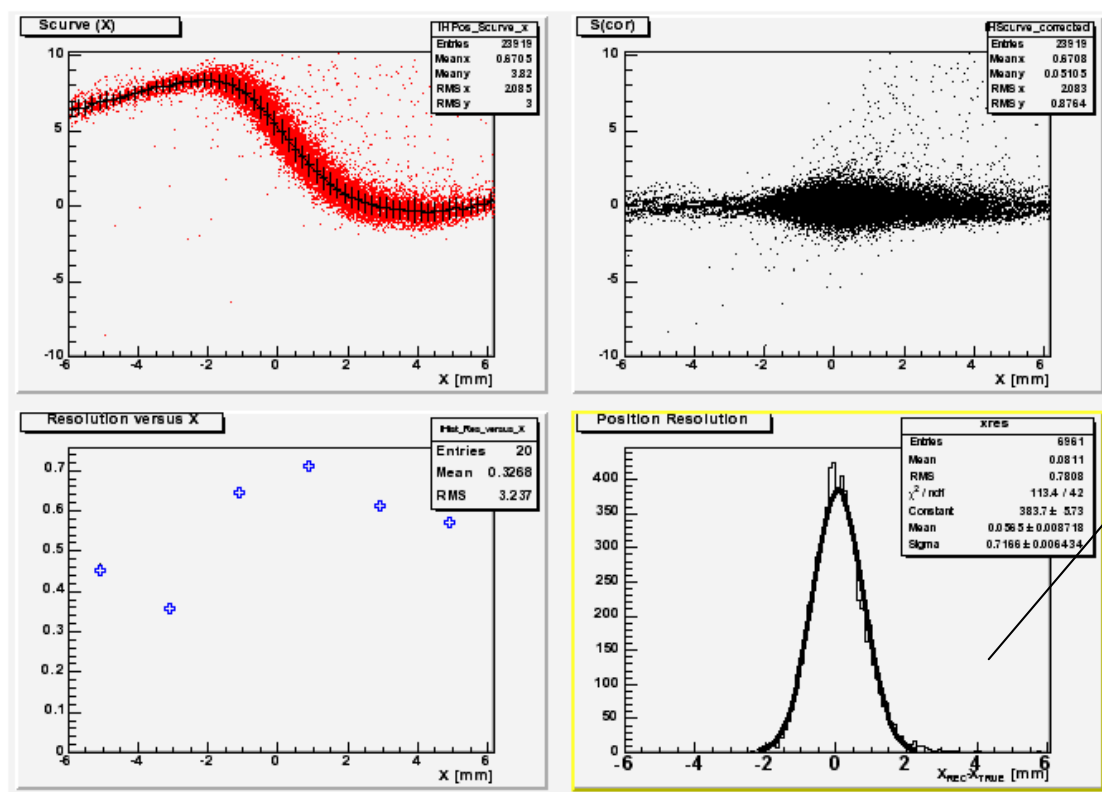 Scurve (X)
IHPos_Scurve_x
Entries 23919
Mean x 0.6705
Mean y 3.82
RMS x 2.085
RMS y 3
10
5
0
-5
-10
-6 -4 -2 0 2 4 6
X [mm]
S(cor)
IHScurve_corrected
Entries 23919
Mean x 0.6708
Mean y 0.05105
RMS x 2.083
RMS y 0.8764
10
5
0
-5
-10
-6 -4 -2 0 2 4 6
X [mm]
Resolution versus X
IHist_Res_versus_X
Entries 20
Mean 0.3268
RMS 3.237
0.7
0.6
0.5
0.4
0.3
0.2
0.1
0
-6 -4 -2 0 2 4 6
X [mm]
Position Resolution
xres
Entries 6961
Mean 0.0811
RMS 0.7808
χ² / ndf 113.4 / 42
Constant 383.7 ± 5.73
Mean 0.0565 ± 0.008718
Sigma 0.7166 ± 0.006434
400
350
300
250
200
150
100
50
0
-6 -4 -2 0 2 4 6
XREC-XTRUE [mm]